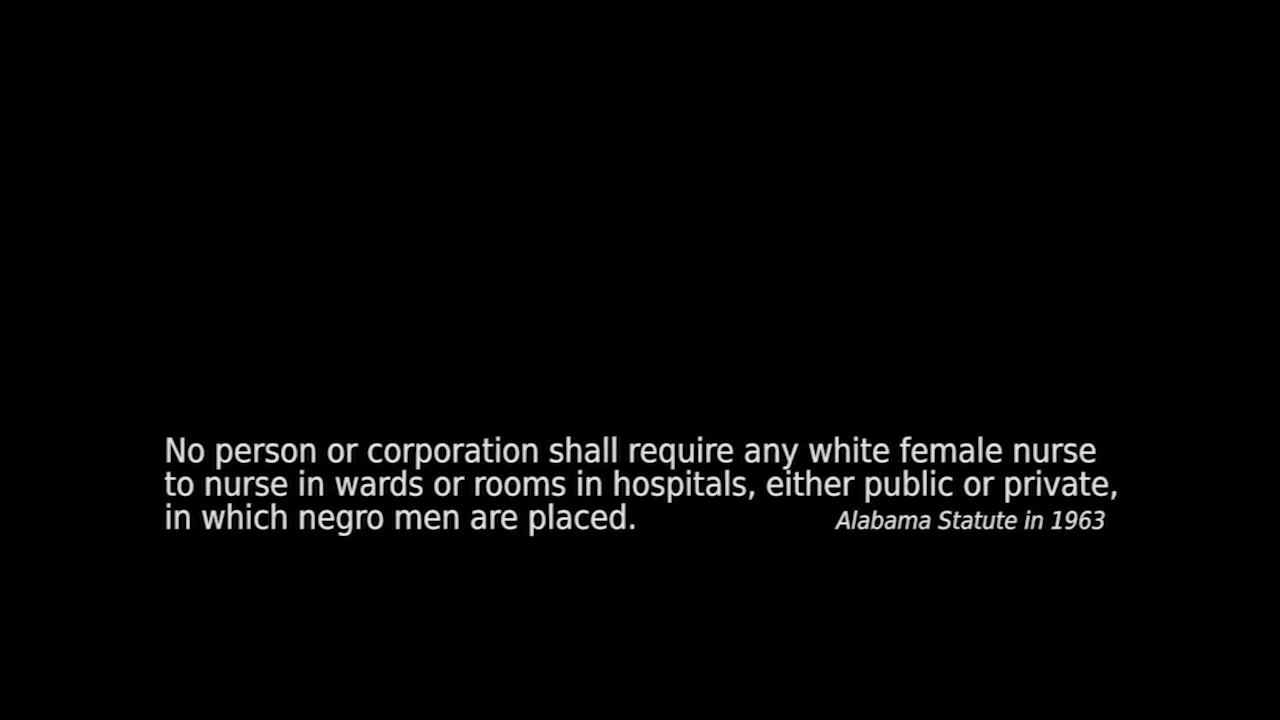 No person or corporation shall require any white female nurse
to nurse in wards or rooms in hospitals, either public or private,
in which negro men are placed.
Alabama Statute in 1963